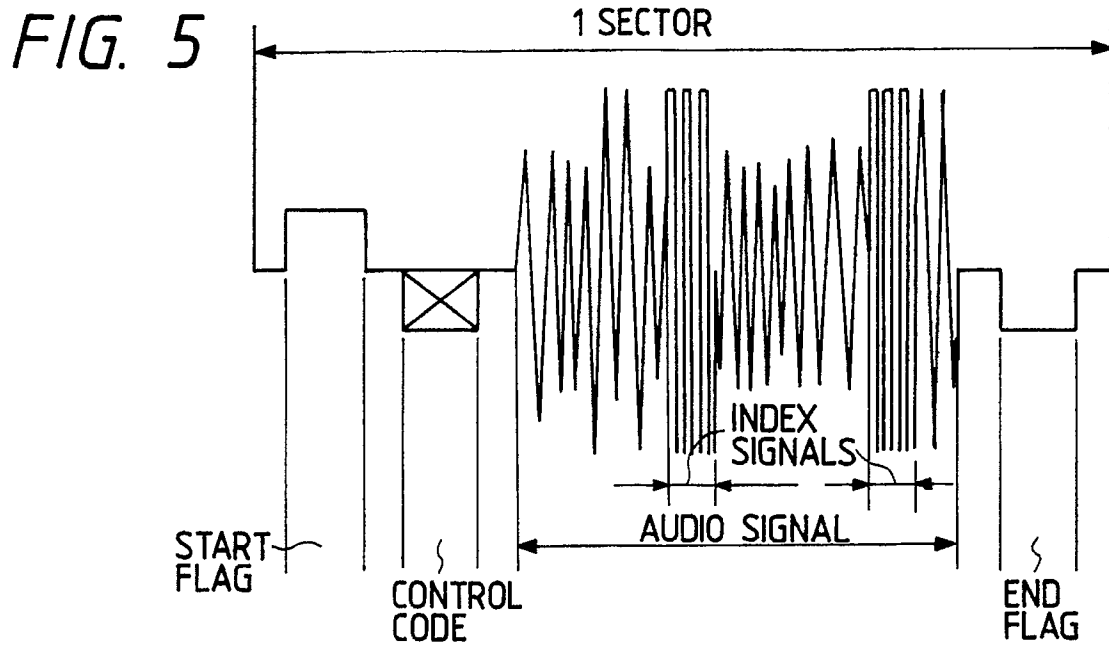 FIG. 5
1 SECTOR
INDEX
SIGNALS
AUDIO SIGNAL
START
FLAG
CONTROL
CODE
END
FLAG